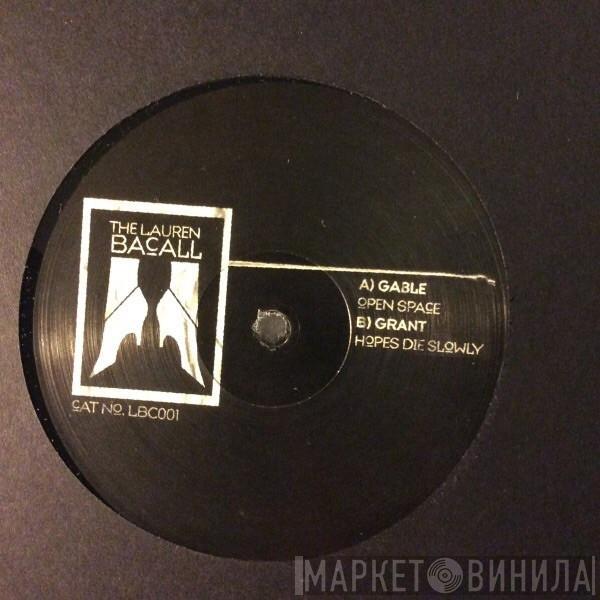 THE LAUREN
BACALL
CAT NO. LBC001
A) GABLE
OPEN SPACE
B) GRANT
HOPES DIE SLOWLY
МАРКЕТ ВИНИЛА